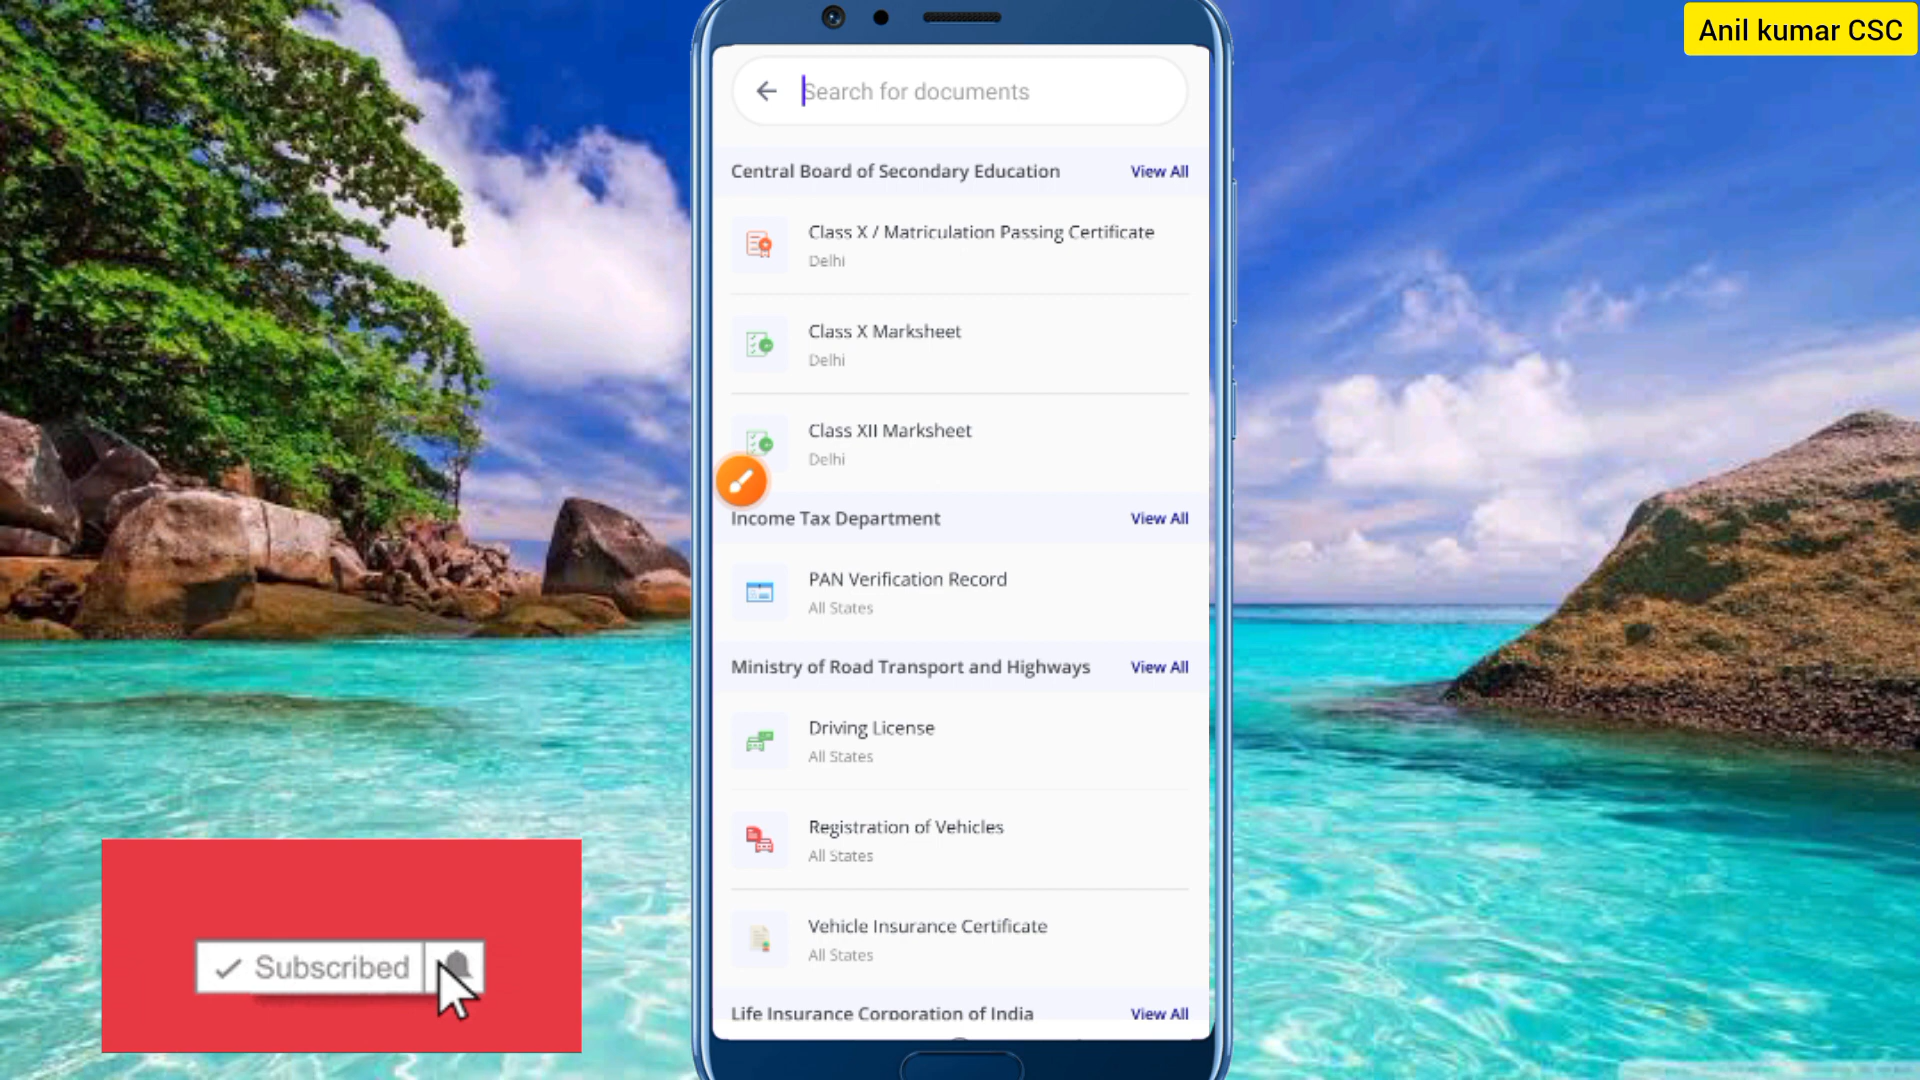 Anil kumar CSC
Search for documents
Central Board of Secondary Education View All
Class X / Matriculation Passing Certificate
Delhi
Class X Marksheet
Delhi
Class XII Marksheet
Delhi
Income Tax Department View All
PAN Verification Record
All States
Ministry of Road Transport and Highways View All
Driving License
All States
Registration of Vehicles
All States
Vehicle Insurance Certificate
All States
Life Insurance Corporation of India View All
Subscribed